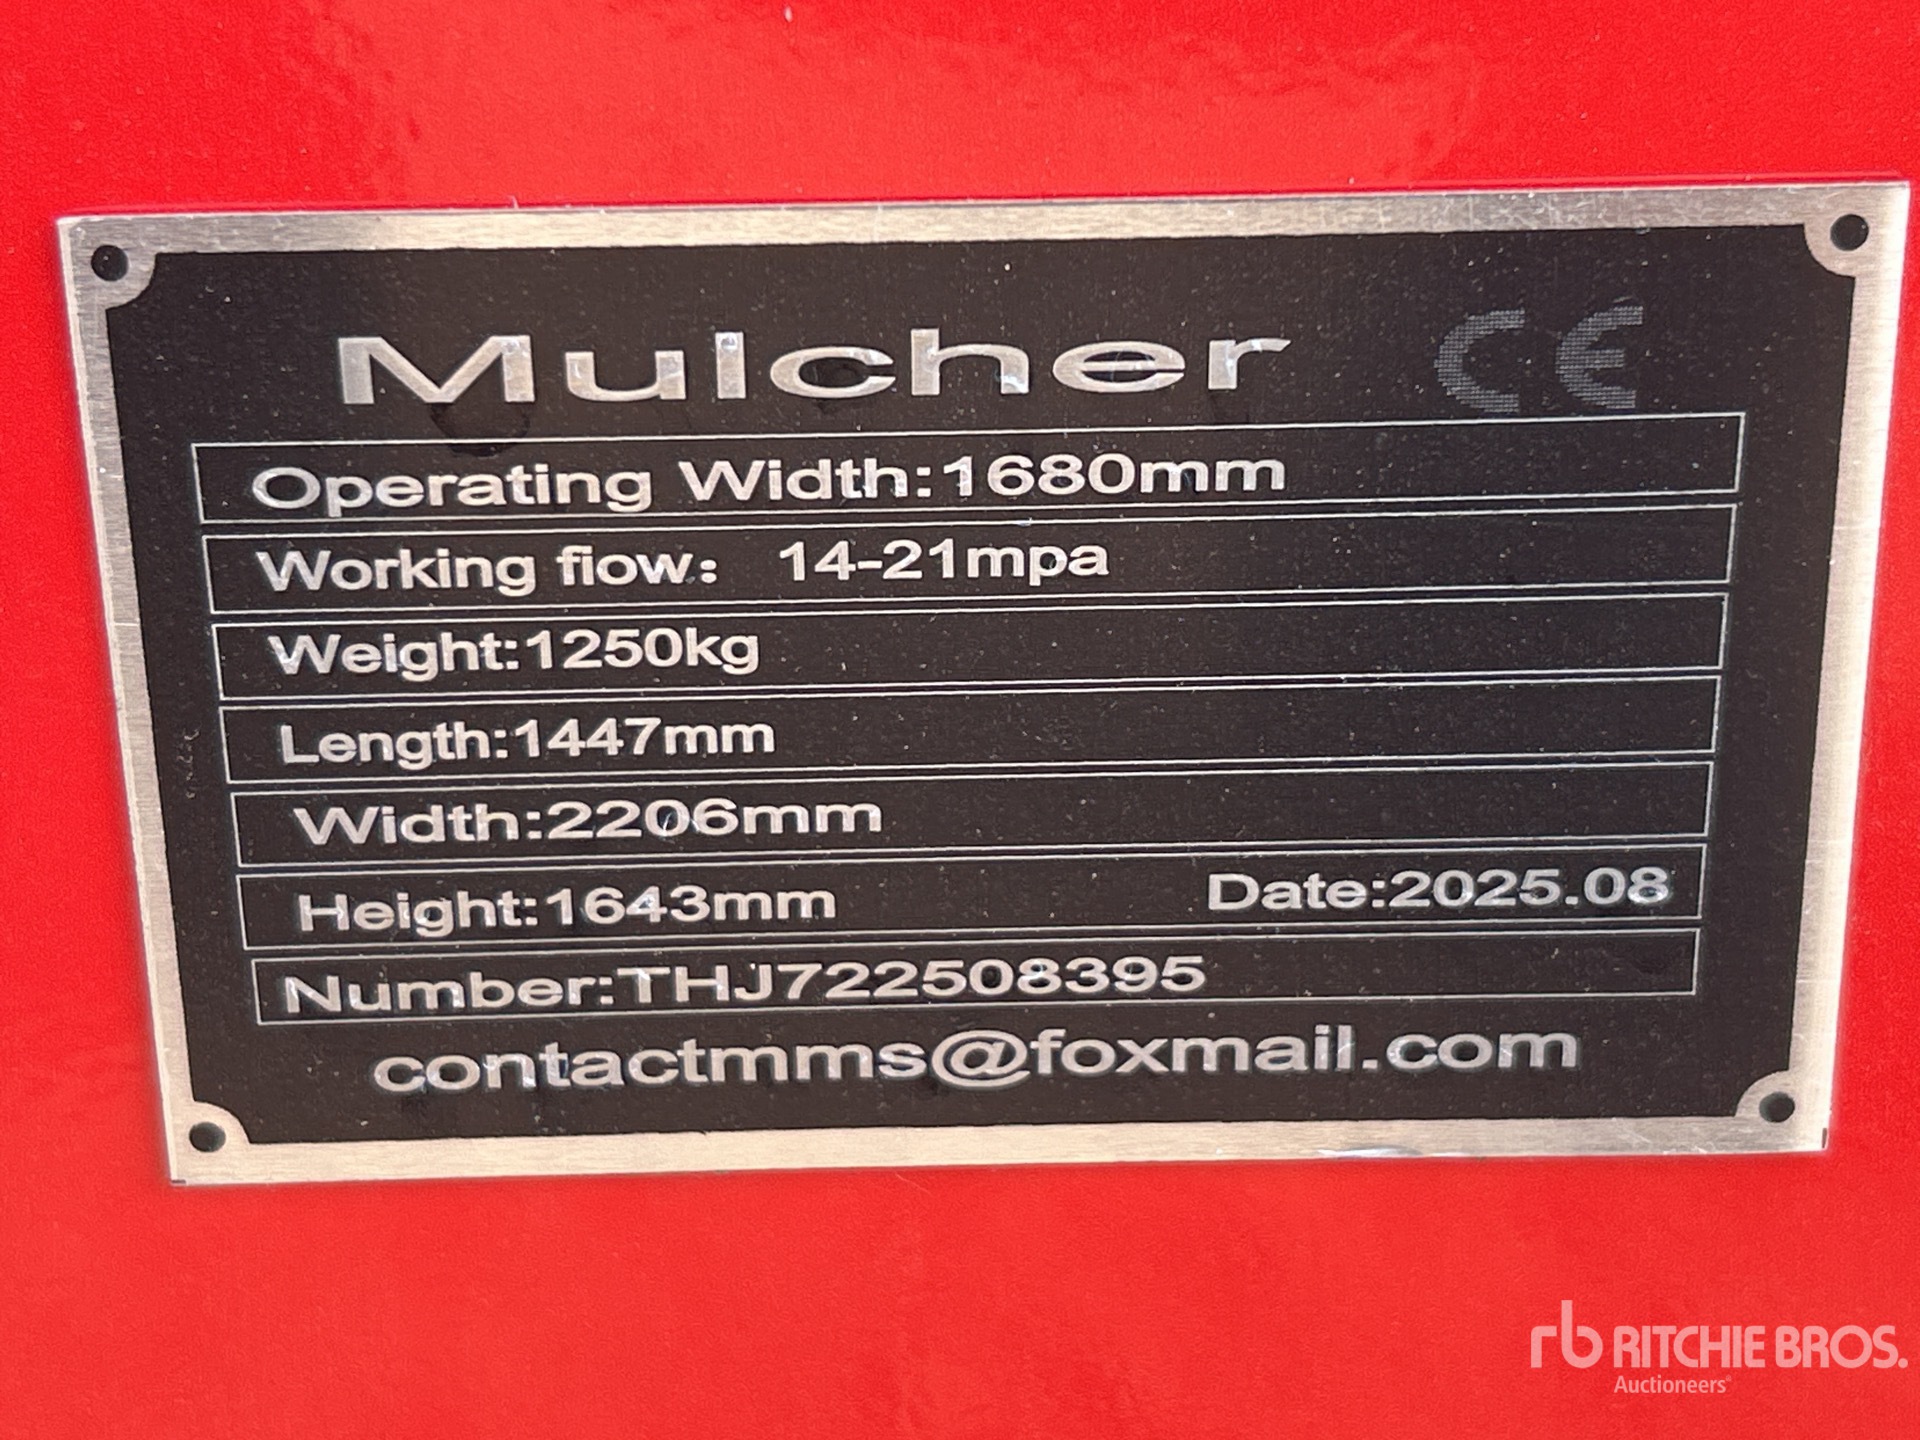 Mulcher CE
Operating Width:1680mm
Working fiow: 14-21mpa
Weight:1250kg
Length:1447mm
Width:2206mm
Height:1643mm Date:2025.08
Number:THJ722508395
contactmms@foxmail.com
rb RITCHIE BROS.
Auctioneers